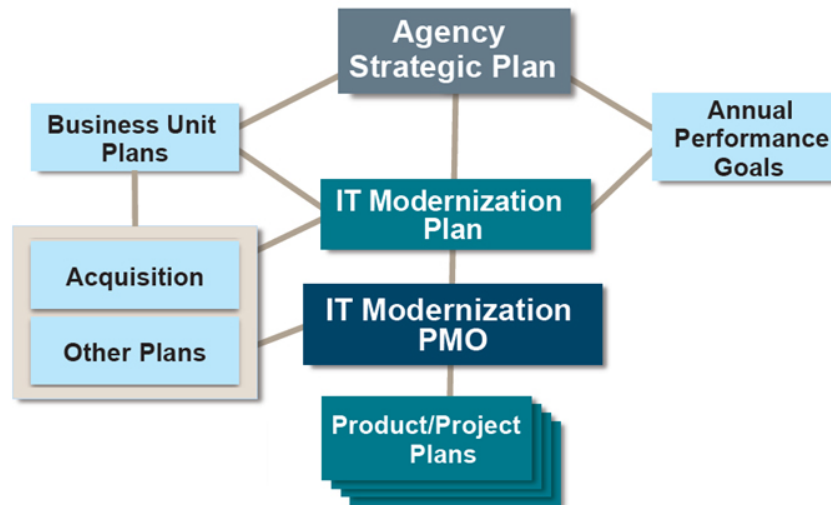 Agency
Strategic Plan
Business Unit
Plans
Annual
Performance
Goals
IT Modernization
Plan
Acquisition
Other Plans
IT Modernization
PMO
Product/Project
Plans